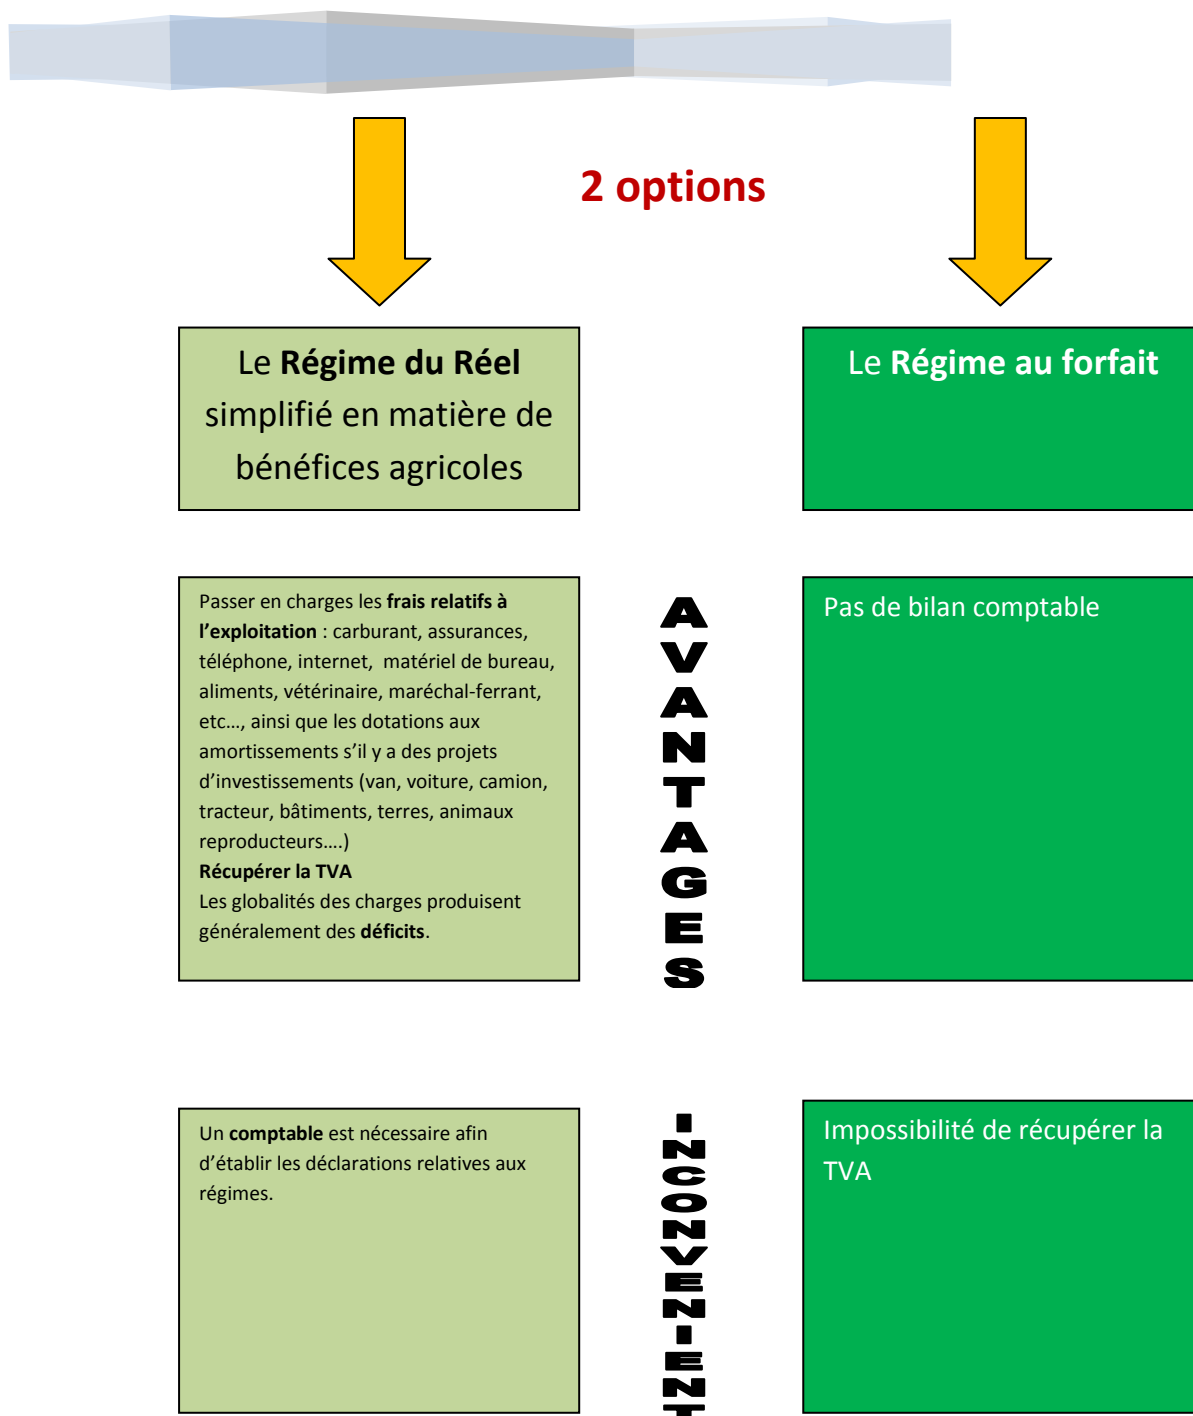 2 options
Le Régime du Réel
simplifié en matière de
bénéfices agricoles
Le Régime au forfait
Passer en charges les frais relatifs à
l’exploitation : carburant, assurances,
téléphone, internet,  matériel de bureau,
aliments, vétérinaire, maréchal-ferrant,
etc…, ainsi que les dotations aux
amortissements s’il y a des projets
d’investissements (van, voiture, camion,
tracteur, bâtiments, terres, animaux
reproducteurs….)
Récupérer la TVA
Les globalités des charges produisent
généralement des déficits.
AVANTAGES
Pas de bilan comptable
Un comptable est nécessaire afin
d’établir les déclarations relatives aux
régimes.
INCONVENIENT
Impossibilité de récupérer la
TVA